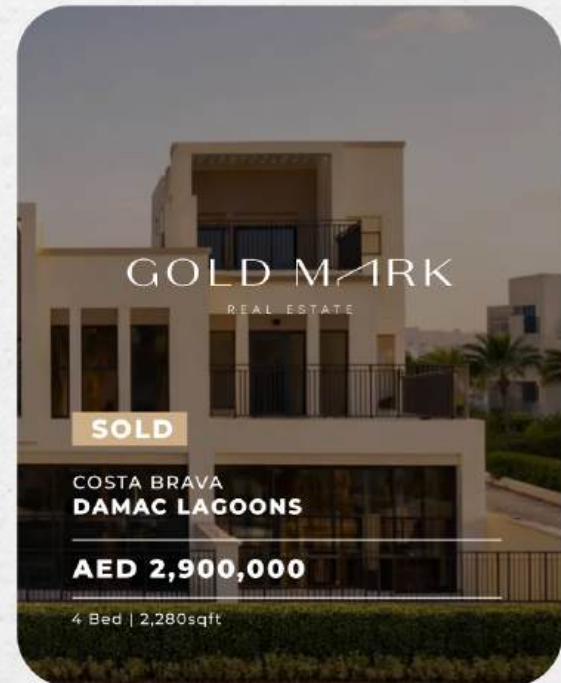 GOLD MARK
REAL ESTATE
SOLD
COSTA BRAVA
DAMAC LAGOONS
AED 2,900,000
4 Bed | 2,280sqft